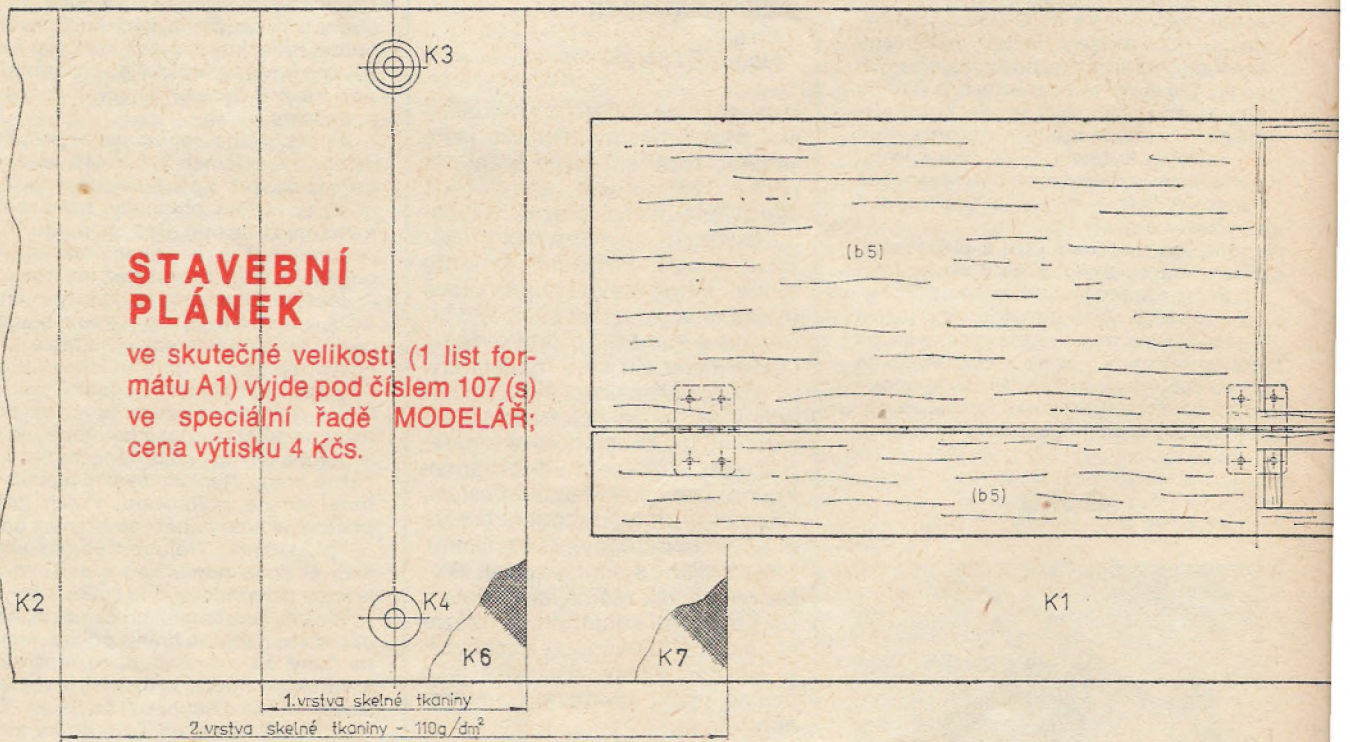 K3
(b5)
STAVEBNÍ
PLÁNEK
ve skutečné velikosti (1 list for-
mátu A1) vyjde pod číslem 107 (s)
ve speciální řadě MODELÁŘ;
cena výtisku 4 Kčs.
(b5)
K2
K4
K6
K7
K1
1.vrstva skelné tkaniny
2.vrstva skelné tkaniny - 110g/dm²